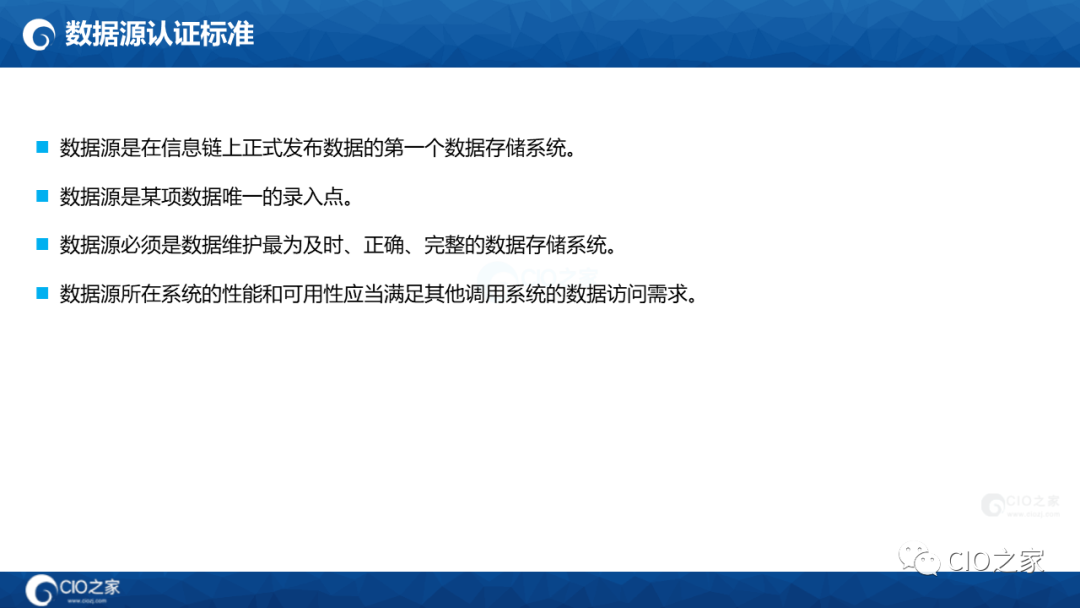 数据源认证标准
数据源是在信息链上正式发布数据的第一个数据存储系统。
数据源是某项数据唯一的录入点。
数据源必须是数据维护最为及时、正确、完整的数据存储系统。
CIO之家
数据源所在系统的性能和可用性应当满足其他调用系统的数据访问需求。
CIO之家
www.ciozj.com
CIO之家
CIO之家
www.ciozj.com